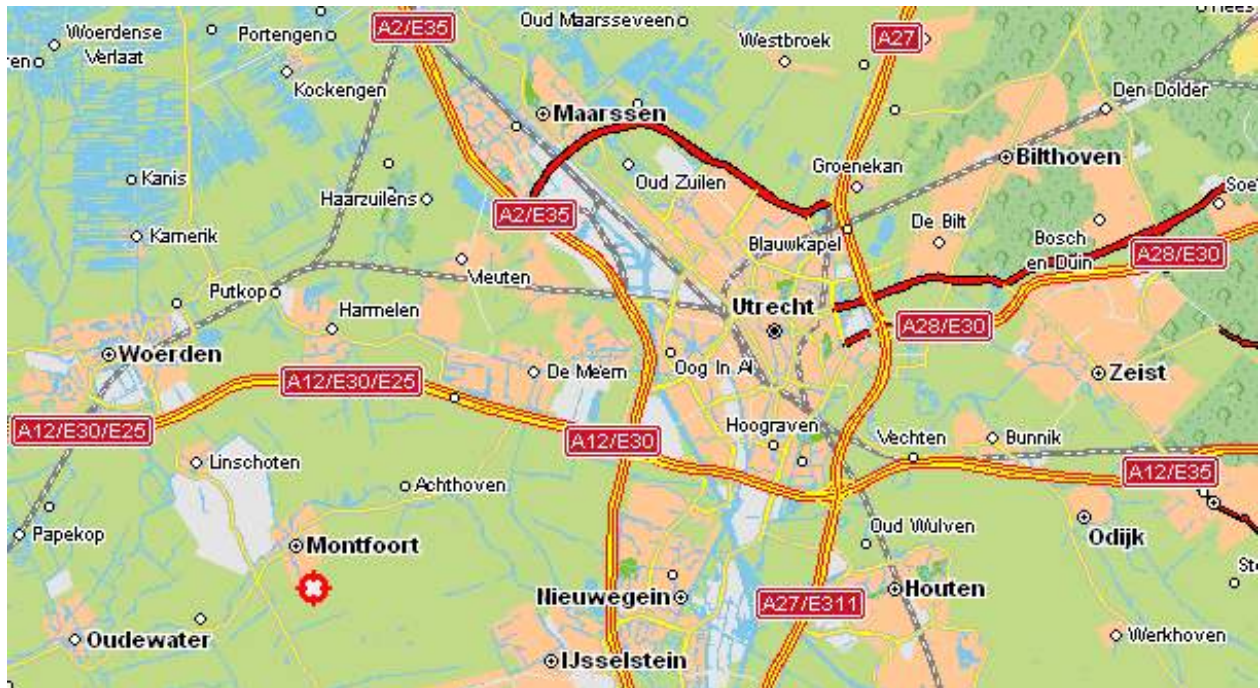 Oud Maarsseveen
Woerdense
Verlaat
Portengen
A2/E35
Westbroek
A27
Kockengen
Den Dolder
Maarssen
Bilthoven
Groenekan
Kanis
Oud Zuilen
Haarzuilens
A2/E35
De Bilt
Kamerik
Blauwkapel
Bosch
en Duin
A28/E30
Meuten
Putkop
Harmelen
Utrecht
A28/E30
Woerden
De Meern
Oog In Al
Zeist
A12/E30/E25
A12/E30/E25
A12/E30
Hoograven
Vechten
Bunnik
Linschoten
A12/E35
Achthoven
Papekop
Montfoort
Oud Wulven
Odijk
Nieuwegein
A27/E311
Houten
Oudewater
Werkhoven
IJsselstein